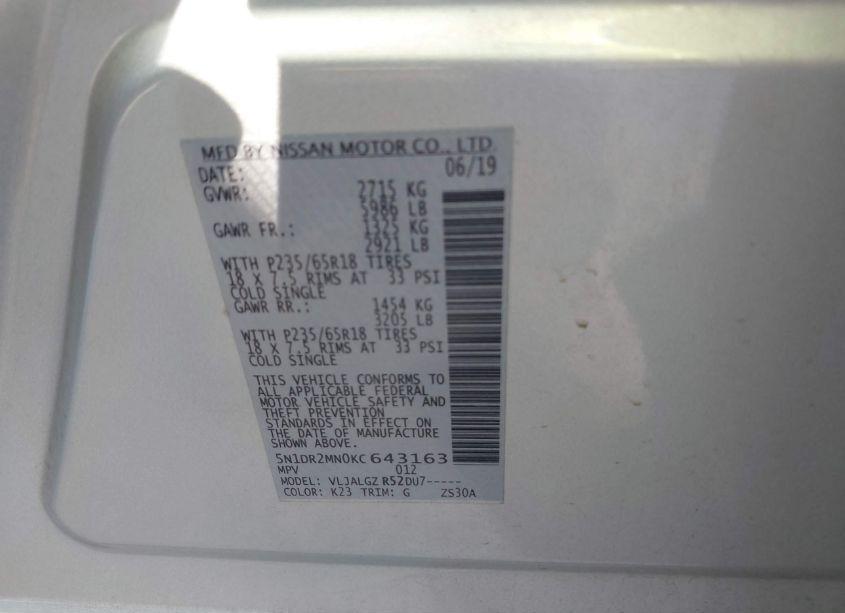 MFD BY NISSAN MOTOR CO., LTD.
DATE: 06/19
GVWR: 2715 KG
5986 LB
GAWR FR.: 1325 KG
2921 LB
WITH P235/65R18 TIRES
18 X 7.5 RIMS AT 33 PSI
COLD SINGLE
GAWR RR.: 1454 KG
3205 LB
WITH P235/65R18 TIRES
18 X 7.5 RIMS AT 33 PSI
COLD SINGLE
THIS VEHICLE CONFORMS TO
ALL APPLICABLE FEDERAL
MOTOR VEHICLE SAFETY AND
THEFT PREVENTION
STANDARDS IN EFFECT ON
THE DATE OF MANUFACTURE
SHOWN ABOVE.
5N1DR2MN0KC643163
MPV 012
MODEL: VLJALGZ R52DU7-----
COLOR: K23 TRIM: G ZS30A